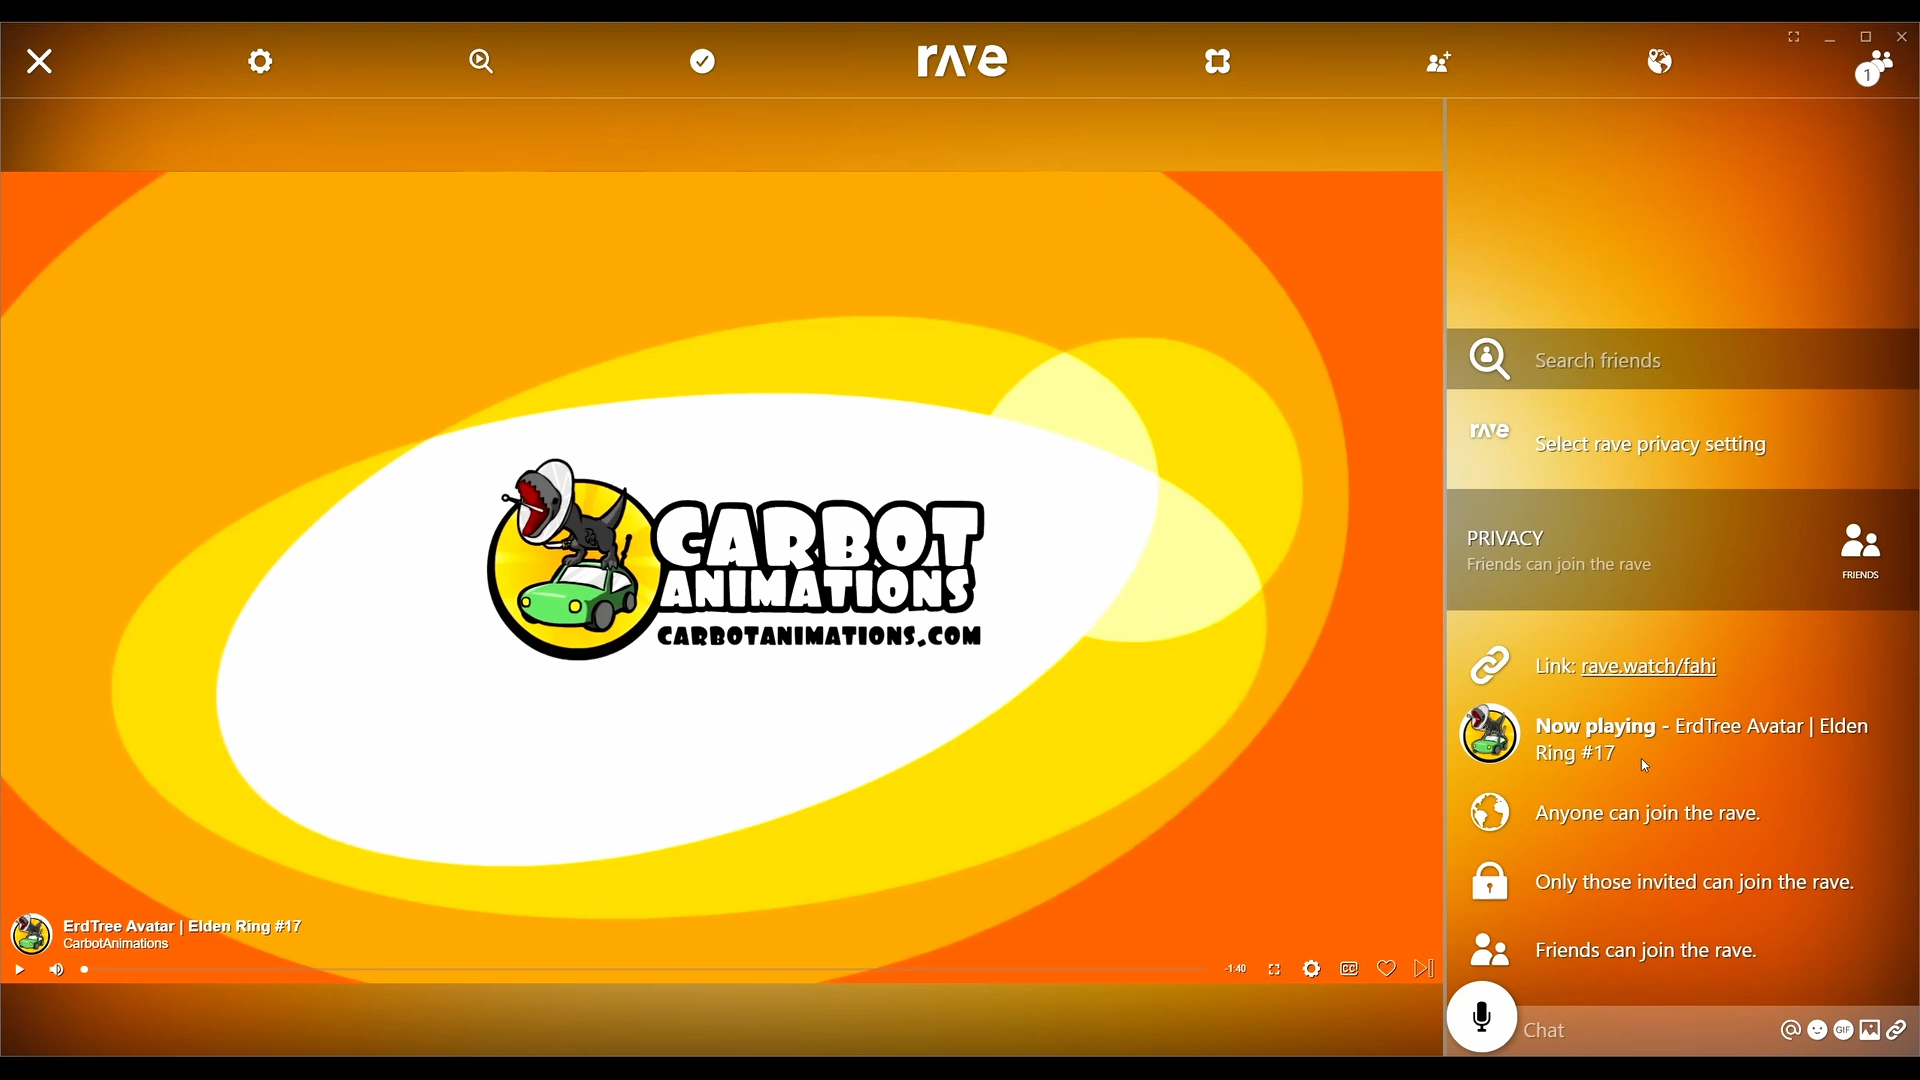 rave
1
CARBOT
ANIMATIONS
CARBOTANIMATIONS.COM
ErdTree Avatar | Elden Ring #17
CarbotAnimations
-1:40
CC
Search friends
rave
Select rave privacy setting
PRIVACY
Friends can join the rave
FRIENDS
Link: rave.watch/fahi
Now playing - ErdTree Avatar | Elden
Ring #17
Anyone can join the rave.
Only those invited can join the rave.
Friends can join the rave.
Chat
@
GIF